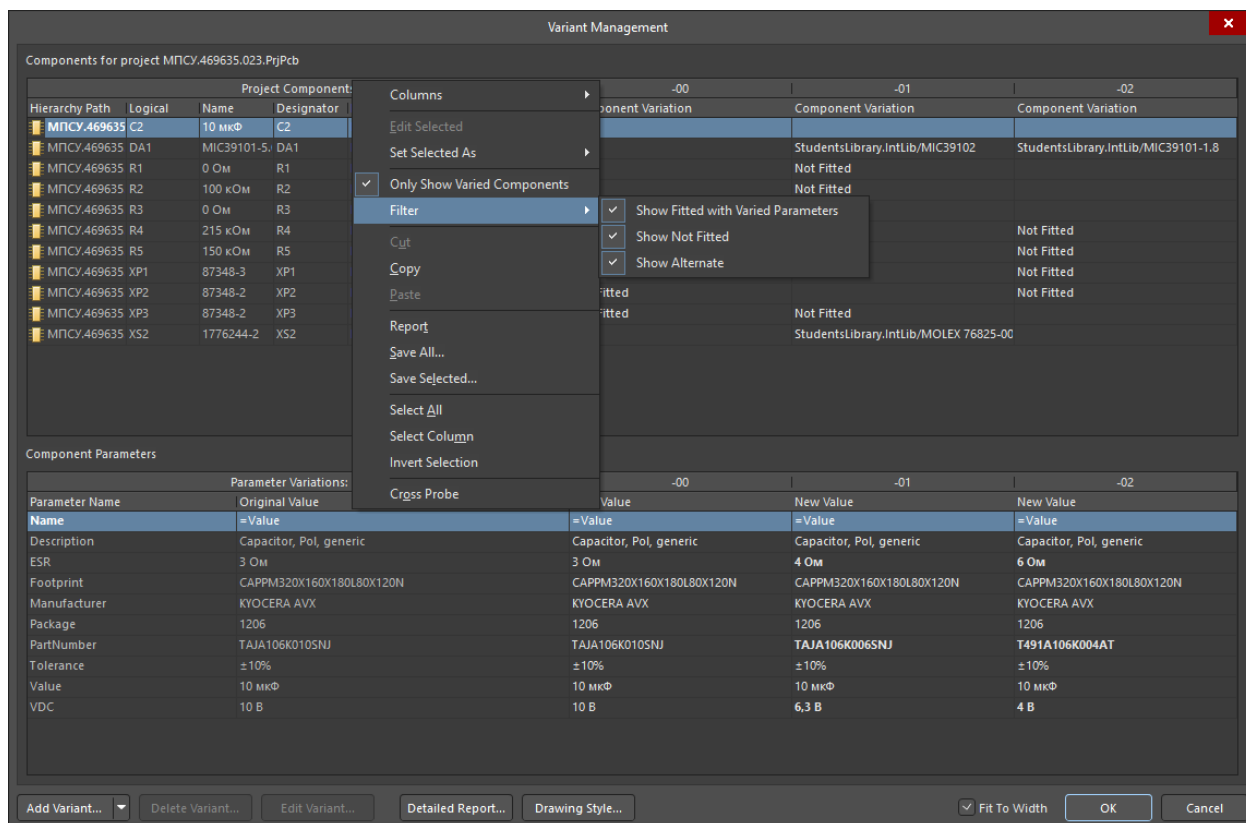 Variant Management
Components for project МПСУ.469635.023.PrjPcb
Project Components -00 -01 -02
Hierarchy Path Logical Name Designator Component Variation Component Variation
МПСУ.469635 C2 10 мкФ C2
МПСУ.469635 DA1 MIC39101-5. DA1 StudentsLibrary.IntLib/MIC39102 StudentsLibrary.IntLib/MIC39101-1.8
МПСУ.469635 R1 0 Ом R1 Not Fitted
МПСУ.469635 R2 100 кОм R2 Not Fitted
МПСУ.469635 R3 0 Ом R3
МПСУ.469635 R4 215 кОм R4 Not Fitted
МПСУ.469635 R5 150 кОм R5 Not Fitted
МПСУ.469635 XP1 87348-3 XP1 Not Fitted
МПСУ.469635 XP2 87348-2 XP2 Not Fitted
МПСУ.469635 XP3 87348-2 XP3 Not Fitted
МПСУ.469635 XS2 1776244-2 XS2 StudentsLibrary.IntLib/MOLEX 76825-00
Columns
Edit Selected
Set Selected As
Only Show Varied Components
Filter
Cut
Copy
Paste
Report
Save All...
Save Selected...
Select All
Select Column
Invert Selection
Cross Probe
Show Fitted with Varied Parameters
Show Not Fitted
Show Alternate
Component Parameters
Parameter Variations: -00 -01 -02
Parameter Name Original Value Value New Value New Value
Name =Value =Value =Value =Value
Description Capacitor, Pol, generic Capacitor, Pol, generic Capacitor, Pol, generic Capacitor, Pol, generic
ESR 3 Ом 3 Ом 4 Ом 6 Ом
Footprint CAPPM320X160X180L80X120N CAPPM320X160X180L80X120N CAPPM320X160X180L80X120N CAPPM320X160X180L80X120N
Manufacturer KYOCERA AVX KYOCERA AVX KYOCERA AVX KYOCERA AVX
Package 1206 1206 1206 1206
PartNumber TAJA106K010SNJ TAJA106K010SNJ TAJA106K006SNJ T491A106K004AT
Tolerance ±10% ±10% ±10% ±10%
Value 10 мкФ 10 мкФ 10 мкФ 10 мкФ
VDC 10 В 10 В 6,3 В 4 В
Add Variant... Delete Variant... Edit Variant... Detailed Report... Drawing Style... Fit To Width OK Cancel